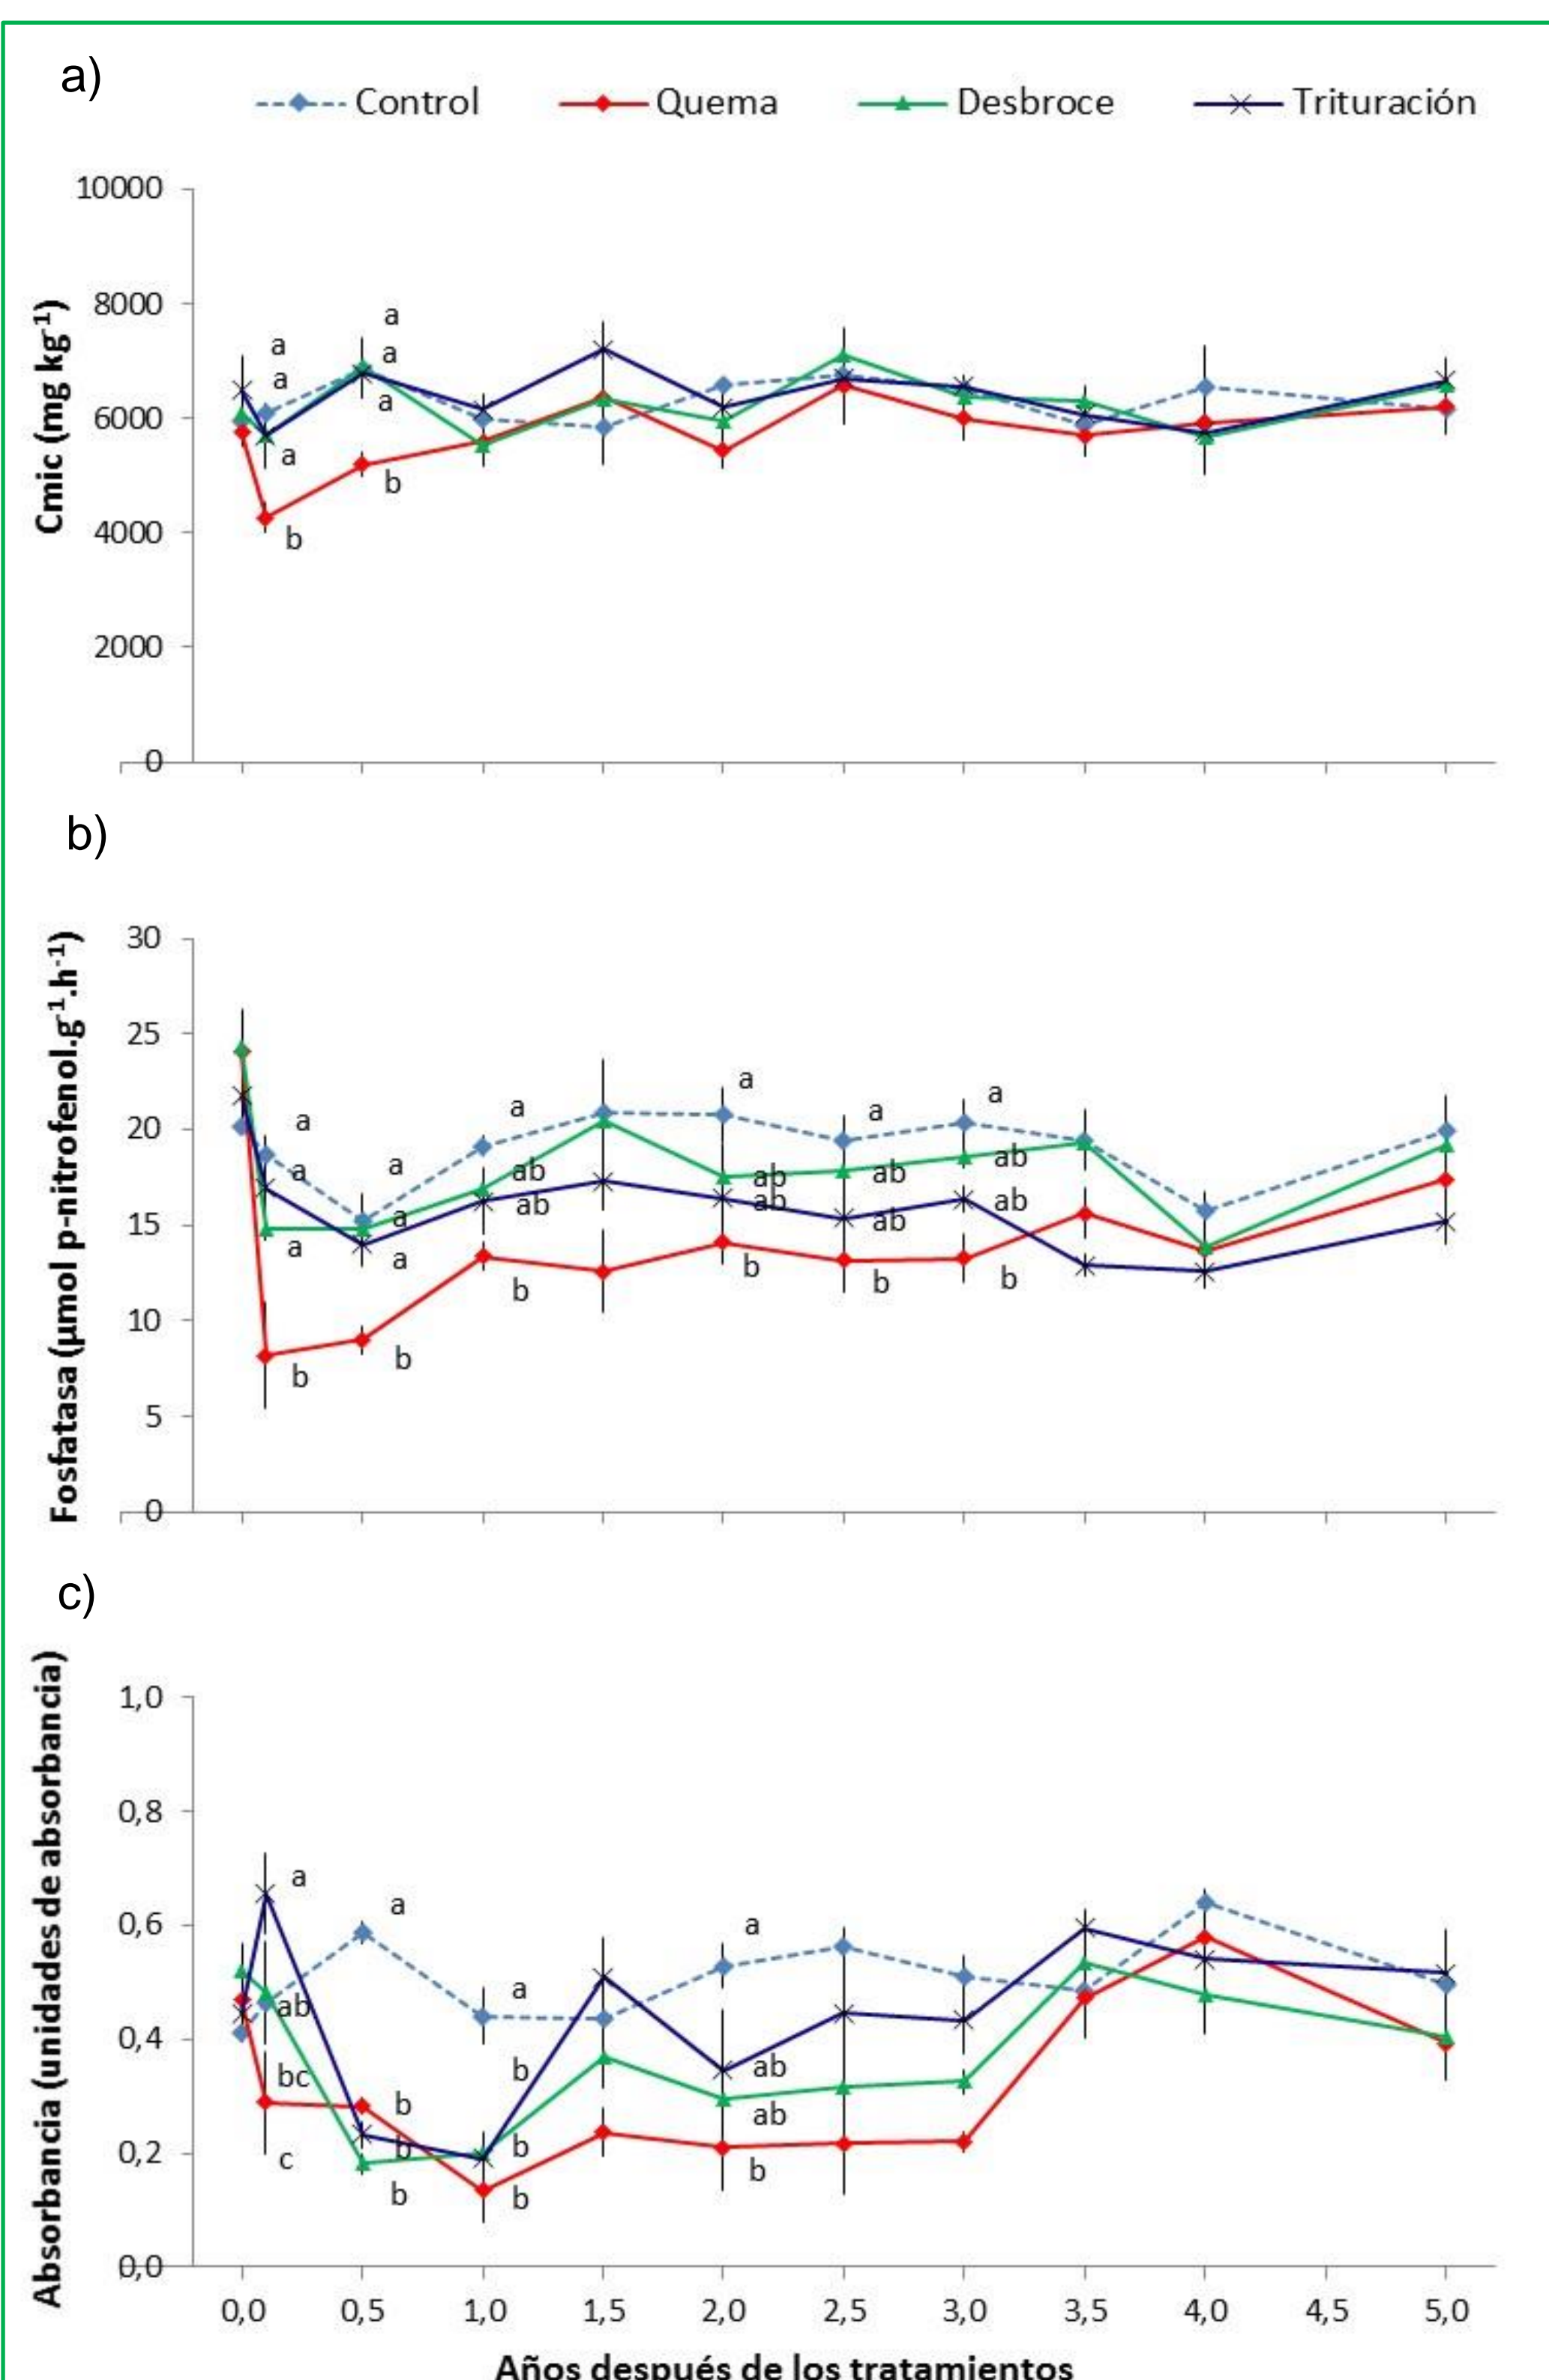 a)
Control Quema Desbroce Trituración
Cmic (mg kg-1)
10000
8000
6000
4000
2000
0
a
a
a
b
a
a
a
b
b)
Fosfatasa (µmol p-nitrofenol.g-1.h-1)
30
25
20
15
10
5
0
a
a
a
b
a
a
a
b
a
ab
ab
b
a
ab
ab
b
a
ab
ab
b
a
ab
ab
b
c)
Absorbancia (unidades de absorbancia)
1,0
0,8
0,6
0,4
0,2
0,0
a
ab
bc
c
a
b
b
b
a
b
b
b
a
ab
ab
b
0,0 0,5 1,0 1,5 2,0 2,5 3,0 3,5 4,0 4,5 5,0
Años después de los tratamientos